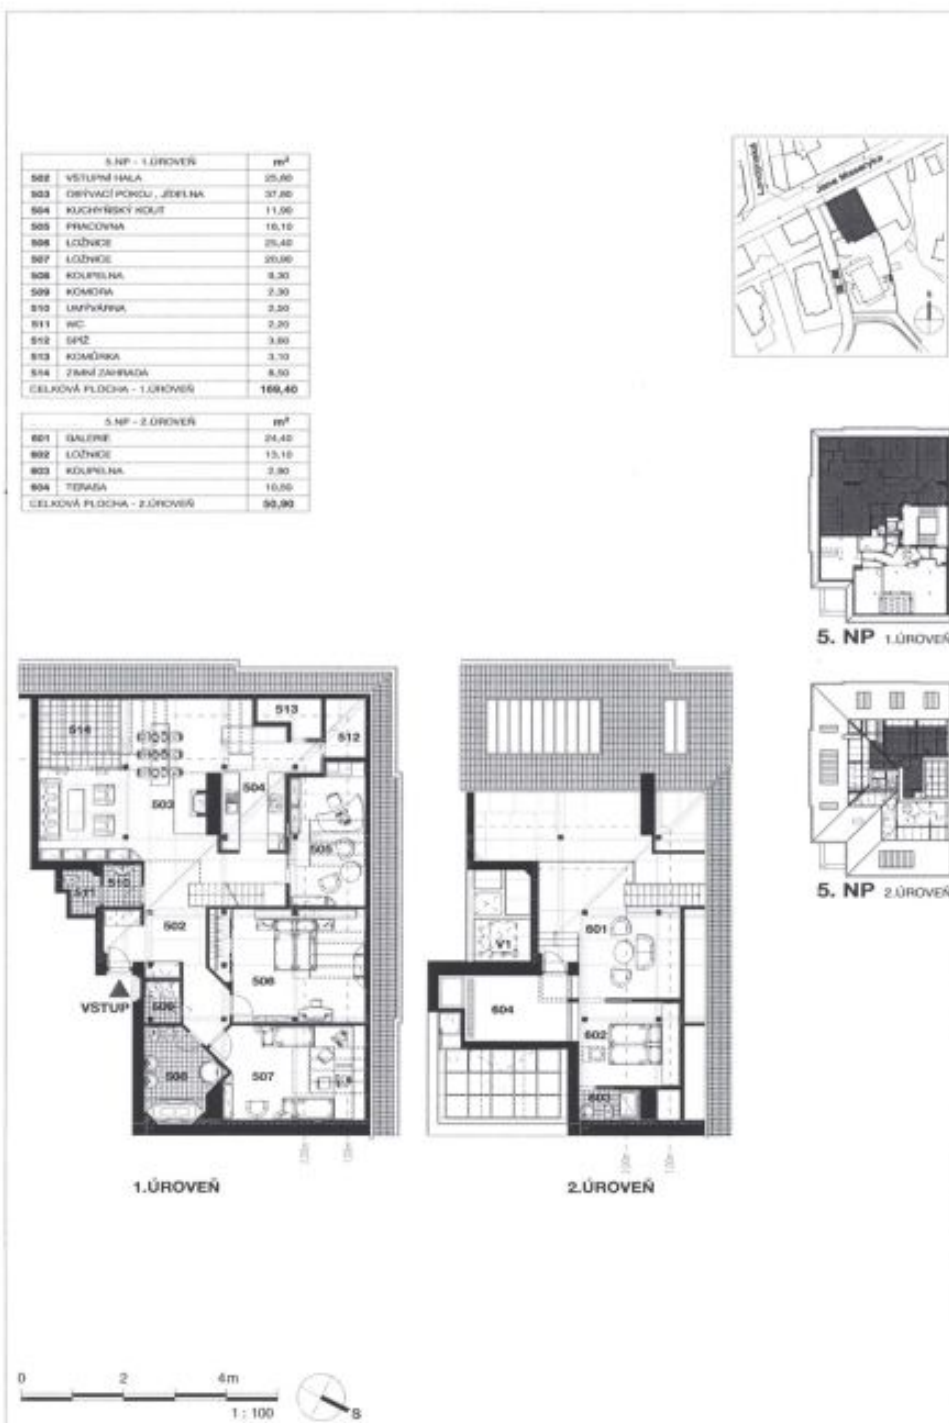 5.NP - 1.ÚROVEŇ m²
502 VSTUPNÍ HALA 25,60
503 OBÝVACÍ POKOJ , JÍDELNA 37,80
504 KUCHYŇSKÝ KOUT 11,90
505 PRACOVNA 16,10
506 LOŽNICE 25,40
507 LOŽNICE 20,90
508 KOUPELNA 9,30
509 KOMORA 2,30
510 UMÝVÁRNA 2,50
511 WC 2,20
512 SPÍŽ 3,80
513 KOMŮRKA 3,10
514 ZIMNÍ ZAHRADA 8,50
CELKOVÁ PLOCHA - 1.ÚROVEŇ 169,40
5.NP - 2.ÚROVEŇ m²
601 GALERIE 24,40
602 LOŽNICE 13,10
603 KOUPELNA 2,90
604 TERASA 10,50
CELKOVÁ PLOCHA - 2.ÚROVEŇ 50,90
Jana Masaryka
5. NP 1.ÚROVEŇ
5. NP 2.ÚROVEŇ
513
514
512
503
504
505
511
510
502
506
VSTUP
509
508
507
1.ÚROVEŇ
601
V1
604
602
603
2.ÚROVEŇ
0 2 4m
1 : 100
S